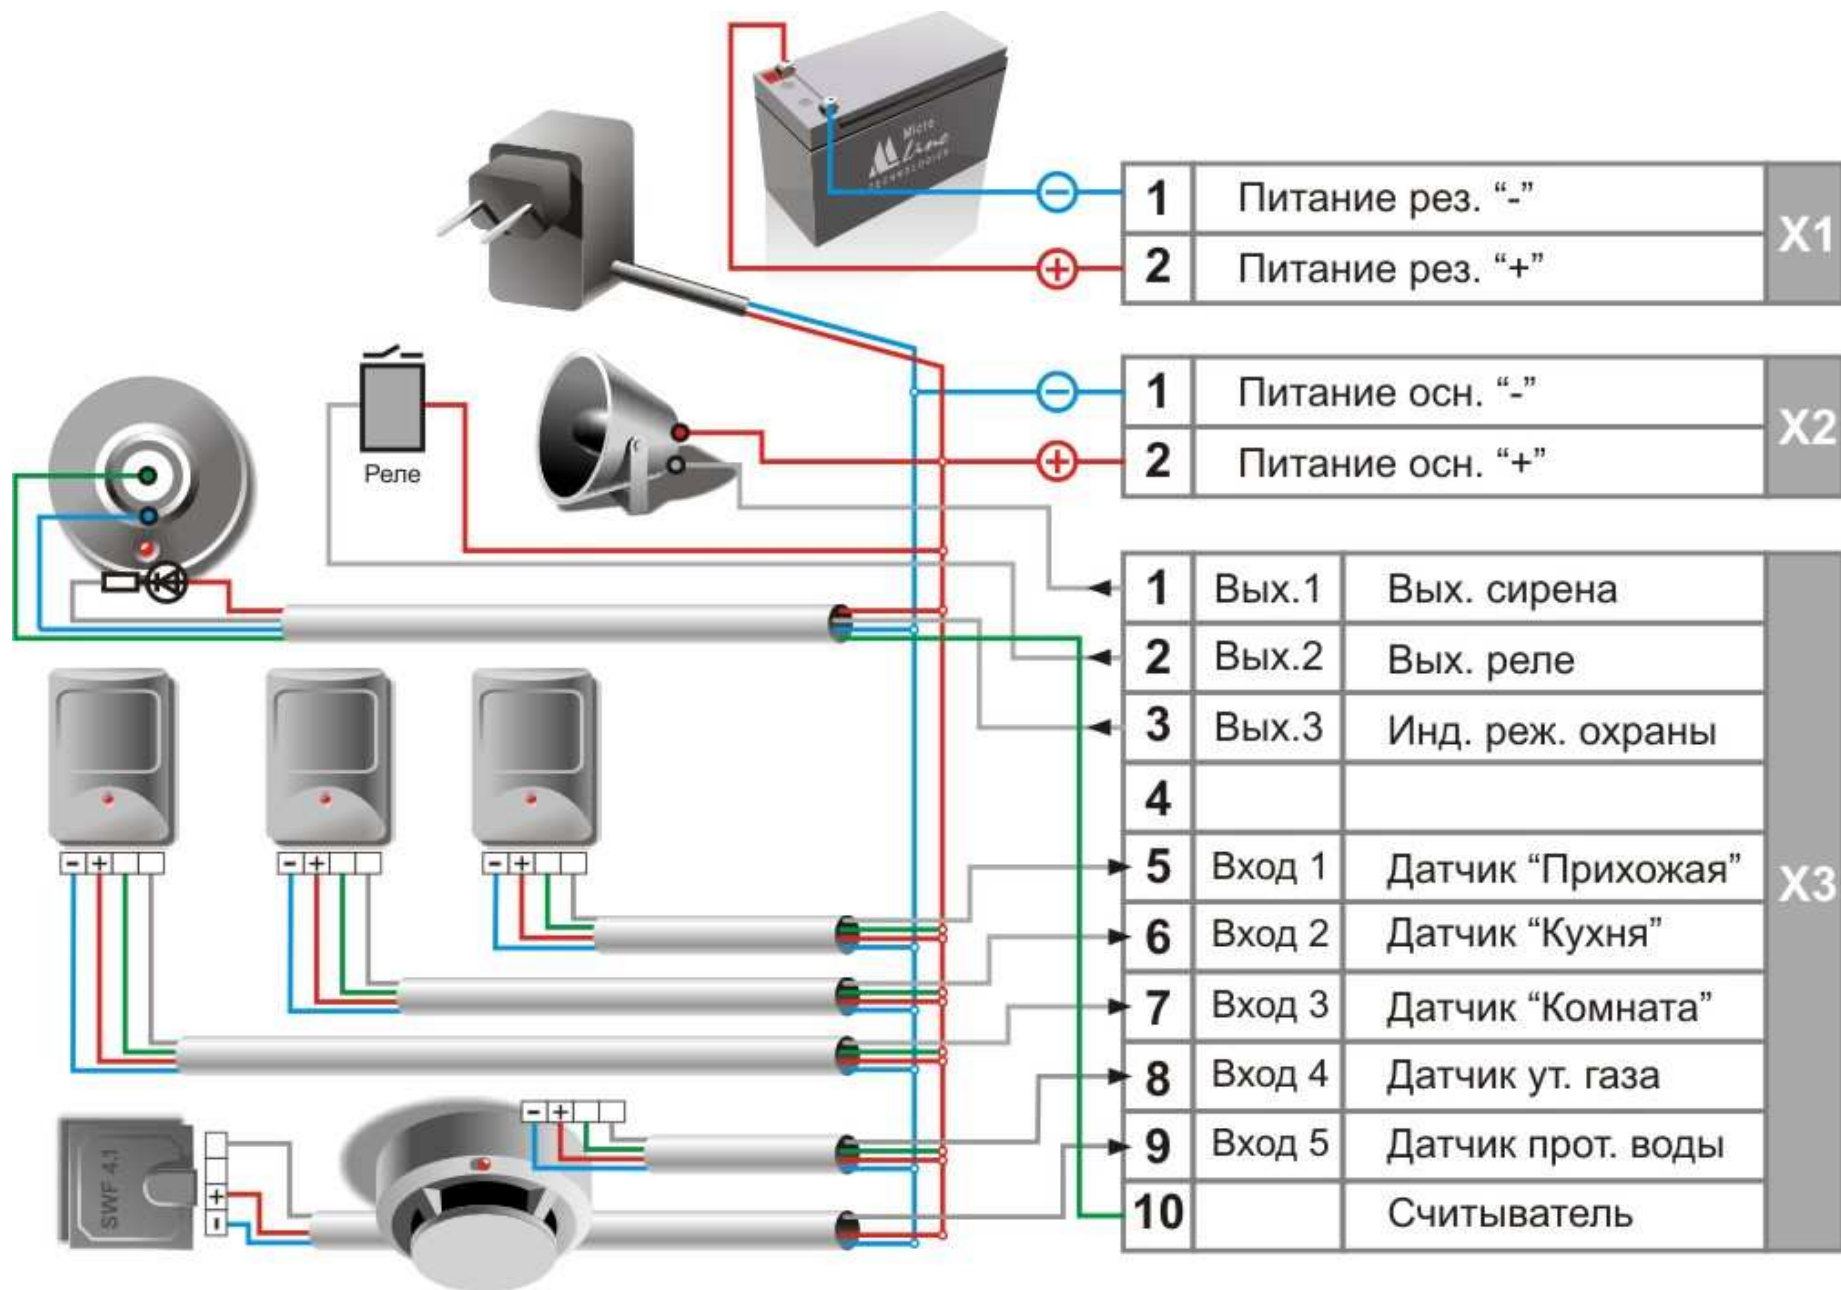 Micro
Line
TECHNOLOGIES
1 Питание рез. “-”
2 Питание рез. “+”
X1
1 Питание осн. “-”
2 Питание осн. “+”
X2
Реле
1 Вых.1 Вых. сирена
2 Вых.2 Вых. реле
3 Вых.3 Инд. реж. охраны
4
5 Вход 1 Датчик “Прихожая”
6 Вход 2 Датчик “Кухня”
7 Вход 3 Датчик “Комната”
8 Вход 4 Датчик ут. газа
9 Вход 5 Датчик прот. воды
10 Считыватель
X3
- +
- +
- +
- +
SWF 4.1
+
-